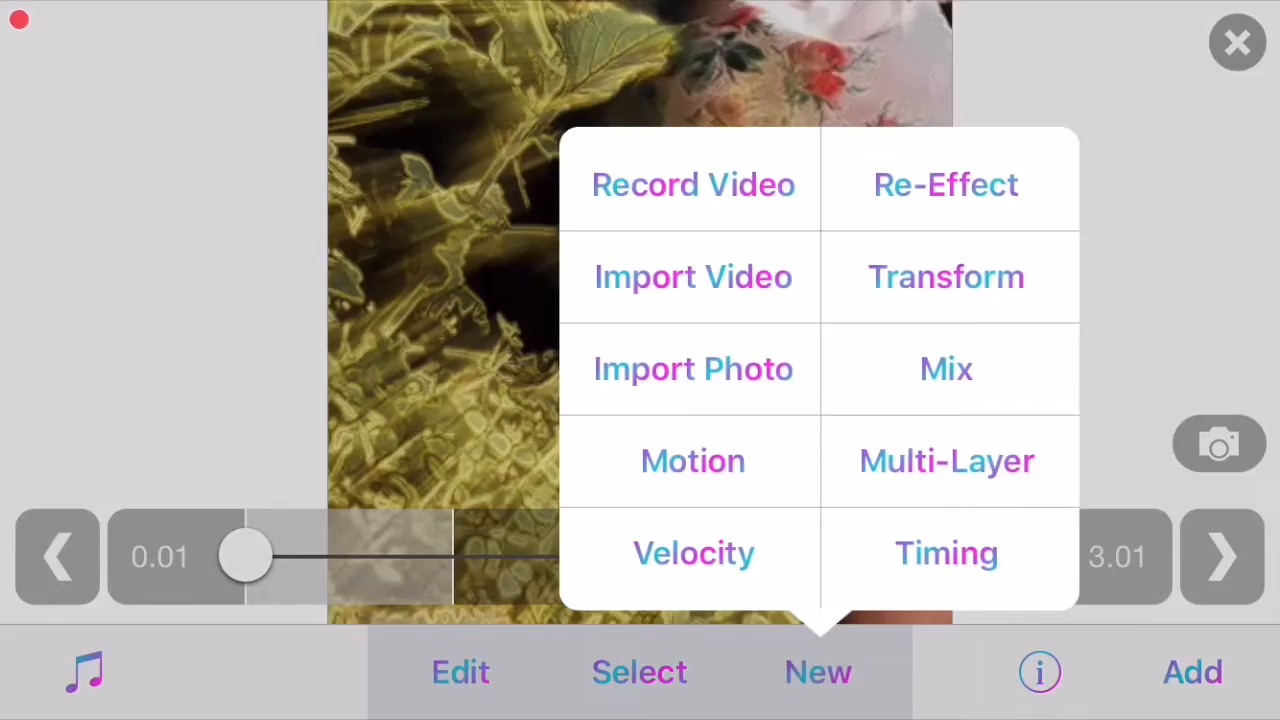 Record Video
Re-Effect
Import Video
Transform
Import Photo
Mix
Motion
Multi-Layer
Velocity
Timing
0.01
3.01
Edit
Select
New
i
Add